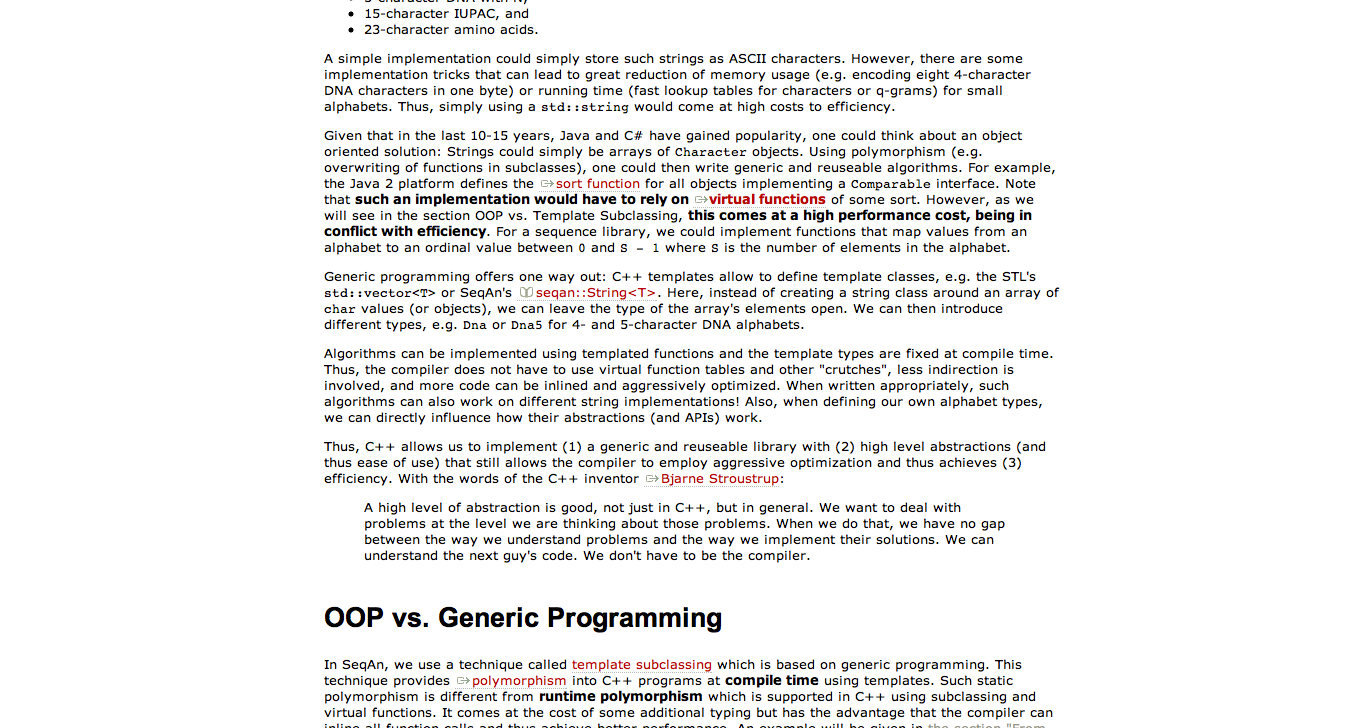 15-character IUPAC, and
23-character amino acids.
A simple implementation could simply store such strings as ASCII characters. However, there are some
implementation tricks that can lead to great reduction of memory usage (e.g. encoding eight 4-character
DNA characters in one byte) or running time (fast lookup tables for characters or q-grams) for small
alphabets. Thus, simply using a std::string would come at high costs to efficiency.
Given that in the last 10-15 years, Java and C# have gained popularity, one could think about an object
oriented solution: Strings could simply be arrays of Character objects. Using polymorphism (e.g.
overwriting of functions in subclasses), one could then write generic and reuseable algorithms. For example,
the Java 2 platform defines the sort function for all objects implementing a Comparable interface. Note
that such an implementation would have to rely on virtual functions of some sort. However, as we
will see in the section OOP vs. Template Subclassing, this comes at a high performance cost, being in
conflict with efficiency. For a sequence library, we could implement functions that map values from an
alphabet to an ordinal value between 0 and S - 1 where S is the number of elements in the alphabet.
Generic programming offers one way out: C++ templates allow to define template classes, e.g. the STL's
std::vector<T> or SeqAn's seqan::String<T>. Here, instead of creating a string class around an array of
char values (or objects), we can leave the type of the array's elements open. We can then introduce
different types, e.g. Dna or Dna5 for 4- and 5-character DNA alphabets.
Algorithms can be implemented using templated functions and the template types are fixed at compile time.
Thus, the compiler does not have to use virtual function tables and other "crutches", less indirection is
involved, and more code can be inlined and aggressively optimized. When written appropriately, such
algorithms can also work on different string implementations! Also, when defining our own alphabet types,
we can directly influence how their abstractions (and APIs) work.
Thus, C++ allows us to implement (1) a generic and reuseable library with (2) high level abstractions (and
thus ease of use) that still allows the compiler to employ aggressive optimization and thus achieves (3)
efficiency. With the words of the C++ inventor Bjarne Stroustrup:
A high level of abstraction is good, not just in C++, but in general. We want to deal with
problems at the level we are thinking about those problems. When we do that, we have no gap
between the way we understand problems and the way we implement their solutions. We can
understand the next guy's code. We don't have to be the compiler.
OOP vs. Generic Programming
In SeqAn, we use a technique called template subclassing which is based on generic programming. This
technique provides polymorphism into C++ programs at compile time using templates. Such static
polymorphism is different from runtime polymorphism which is supported in C++ using subclassing and
virtual functions. It comes at the cost of some additional typing but has the advantage that the compiler can